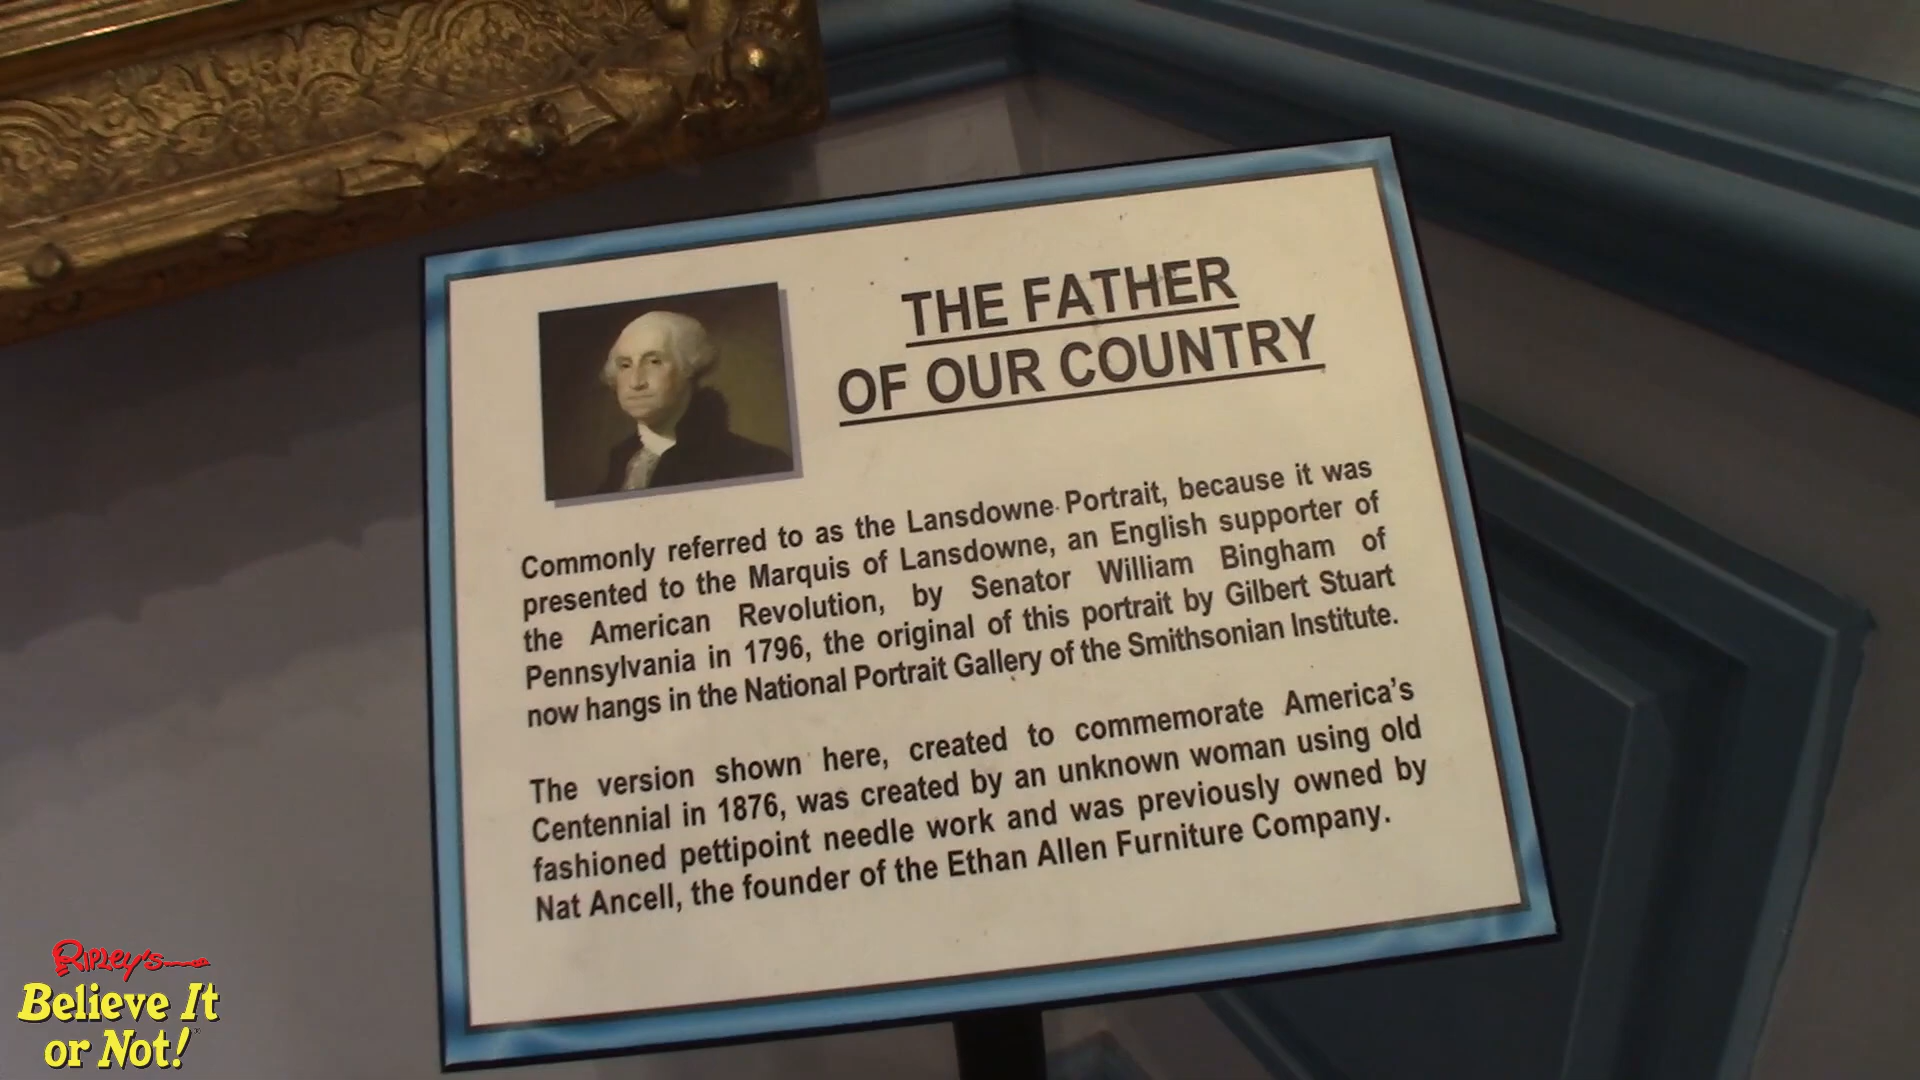 THE FATHER
OF OUR COUNTRY
Commonly referred to as the Lansdowne Portrait, because it was
presented to the Marquis of Lansdowne, an English supporter of
the American Revolution, by Senator William Bingham of
Pennsylvania in 1796, the original of this portrait by Gilbert Stuart
now hangs in the National Portrait Gallery of the Smithsonian Institute.
The version shown here, created to commemorate America's
Centennial in 1876, was created by an unknown woman using old
fashioned pettipoint needle work and was previously owned by
Nat Ancell, the founder of the Ethan Allen Furniture Company.
Ripley's
Believe It
or Not!